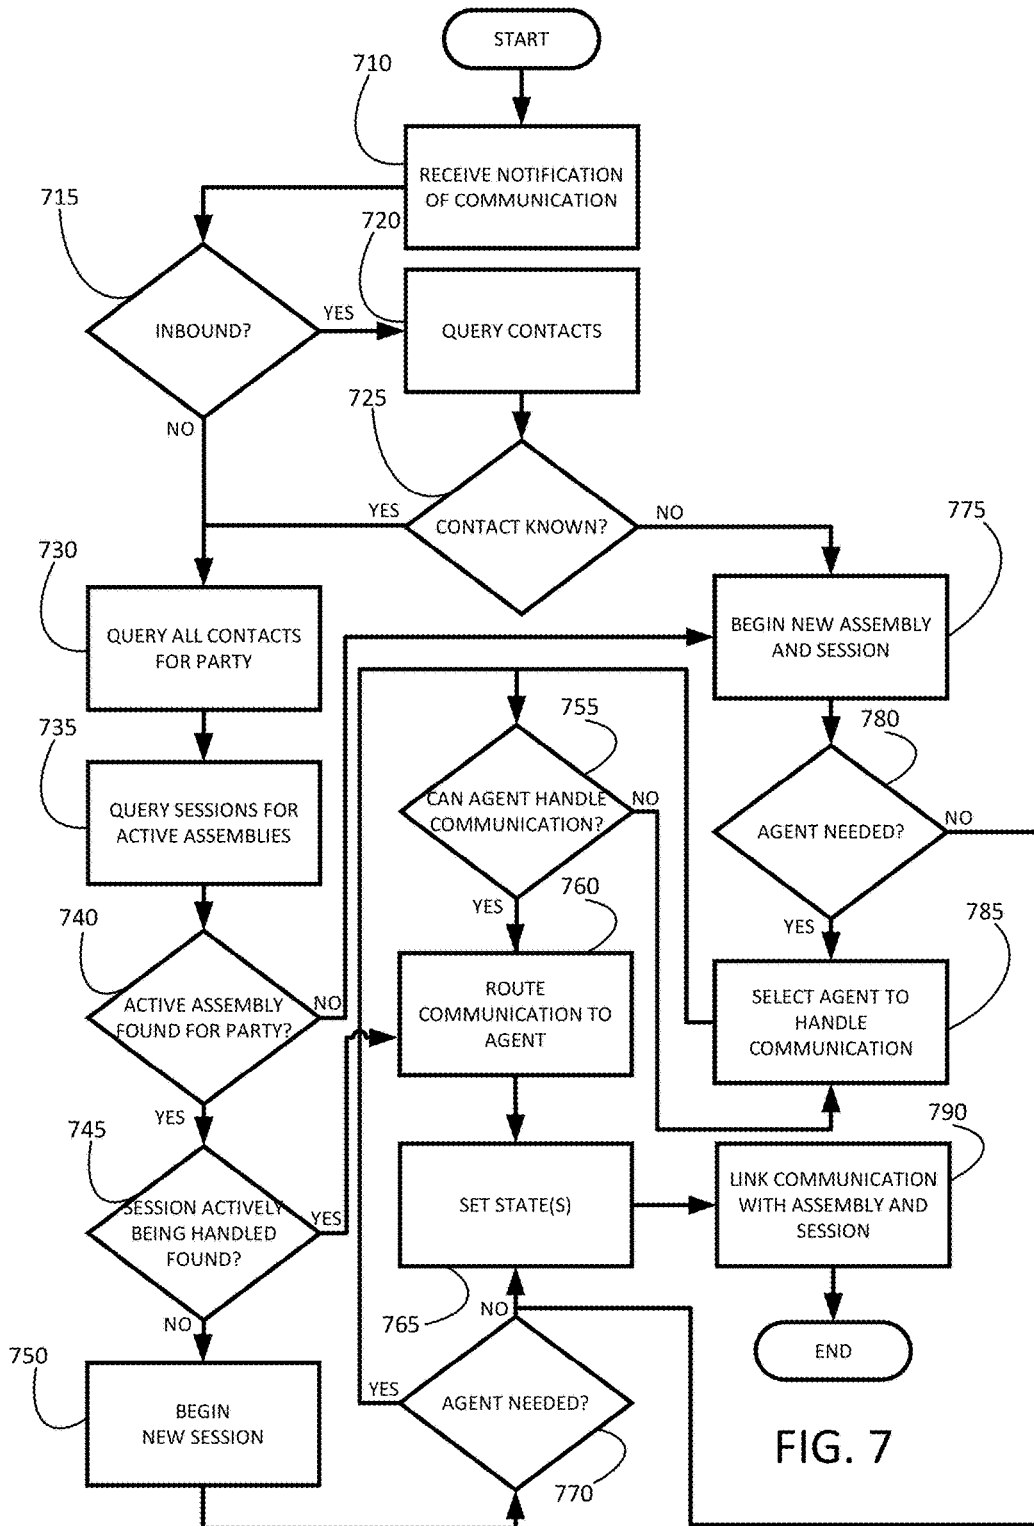 START
710
RECEIVE NOTIFICATION
OF COMMUNICATION
715
INBOUND?
YES
NO
720
QUERY CONTACTS
725
CONTACT KNOWN?
YES
NO
730
QUERY ALL CONTACTS
FOR PARTY
775
BEGIN NEW ASSEMBLY
AND SESSION
735
QUERY SESSIONS FOR
ACTIVE ASSEMBLIES
755
CAN AGENT HANDLE
COMMUNICATION?
NO
YES
780
AGENT NEEDED?
NO
YES
740
ACTIVE ASSEMBLY
FOUND FOR PARTY?
NO
YES
760
ROUTE
COMMUNICATION TO
AGENT
785
SELECT AGENT TO
HANDLE
COMMUNICATION
745
SESSION ACTIVELY
BEING HANDLED
FOUND?
YES
NO
SET STATE(S)
765
790
LINK COMMUNICATION
WITH ASSEMBLY AND
SESSION
END
750
BEGIN
NEW SESSION
NO
YES
AGENT NEEDED?
770
FIG. 7